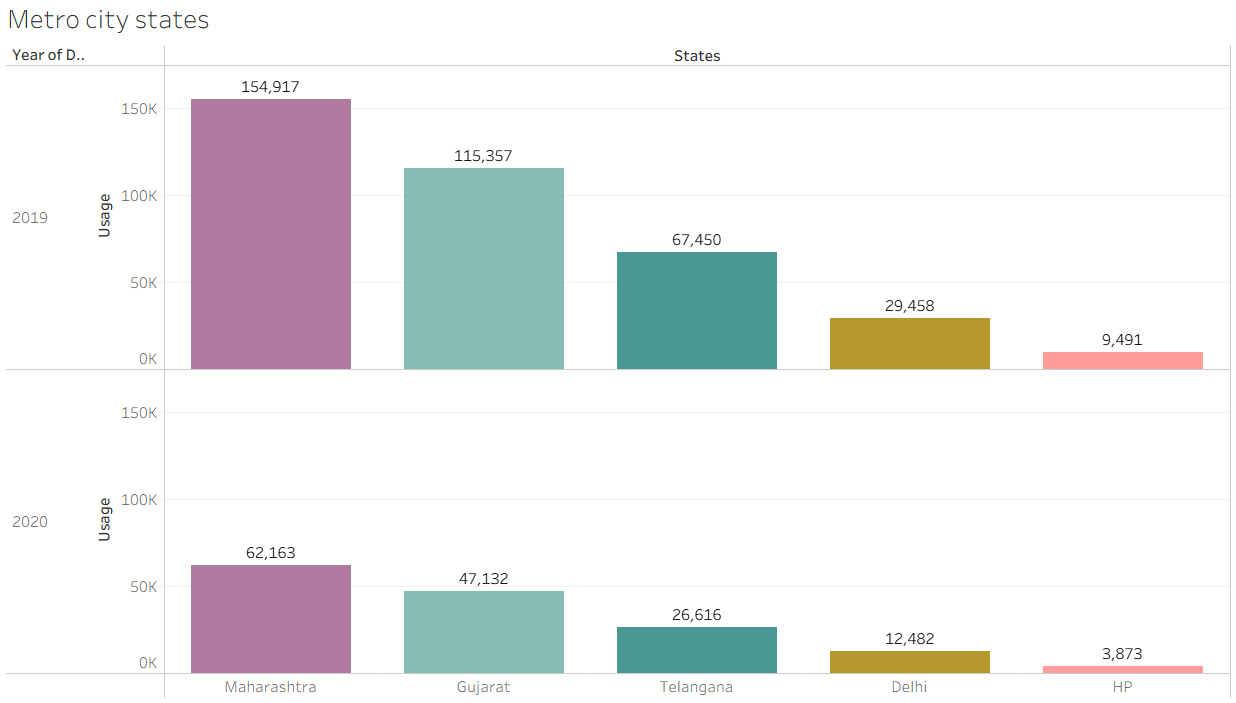 Metro city states
Year of D..
States
154,917
150K
115,357
100K
67,450
2019
Usage
50K
29,458
9,491
0K
150K
100K
2020
Usage
62,163
50K
47,132
26,616
12,482
3,873
0K
Maharashtra
Gujarat
Telangana
Delhi
HP